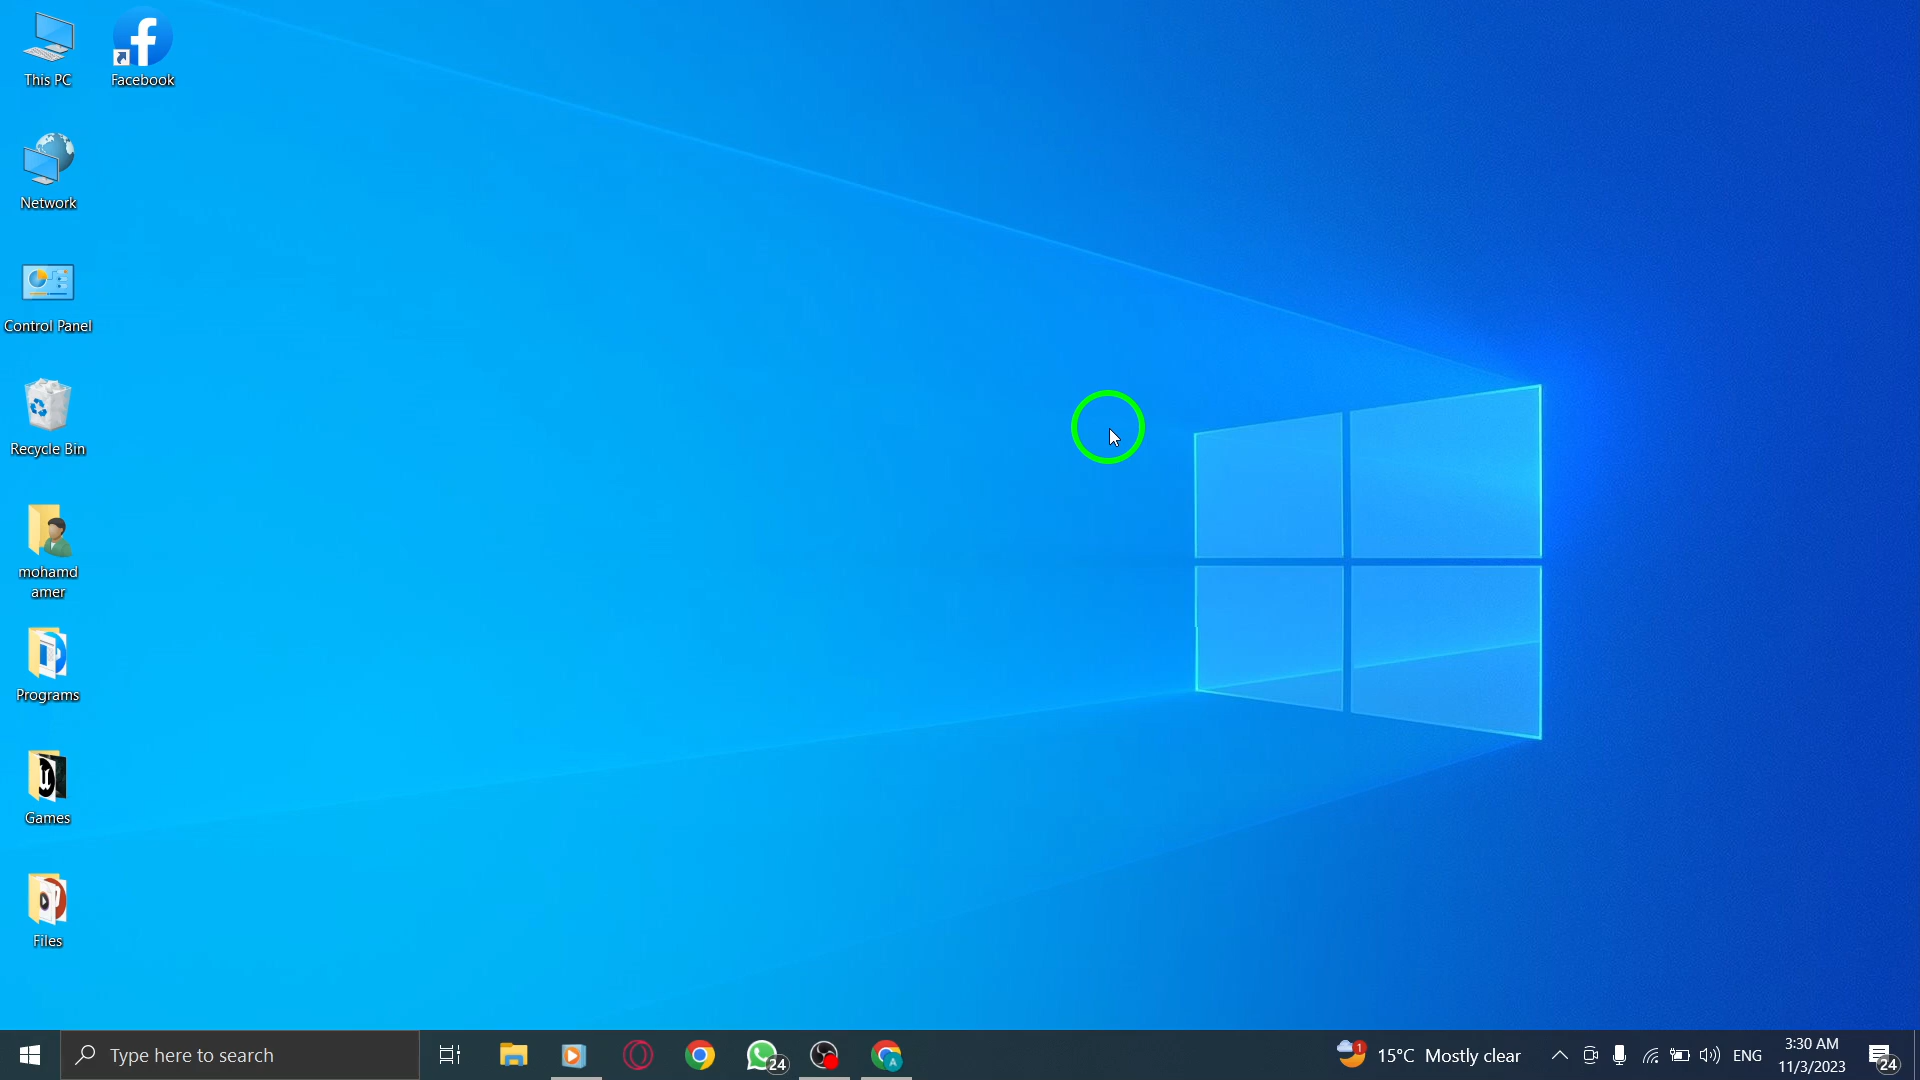 This PC
Facebook
Network
Control Panel
Recycle Bin
mohamd
amer
Programs
Games
Files
Type here to search
24
1
15°C Mostly clear
ENG
3:30 AM
11/3/2023
24